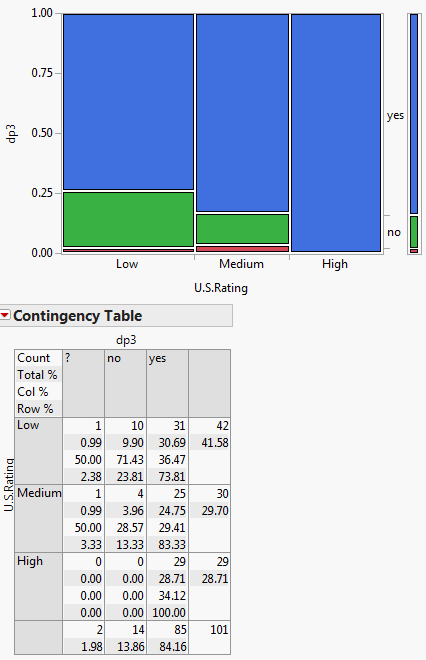 1.00
0.75
dp3
0.50
0.25
0.00
yes
no
Low Medium High
U.S.Rating
Contingency Table
dp3
Count ? no yes
Total %
Col %
Row %
U.S.Rating
Low 1 10 31 42
0.99 9.90 30.69 41.58
50.00 71.43 36.47
2.38 23.81 73.81
Medium 1 4 25 30
0.99 3.96 24.75 29.70
50.00 28.57 29.41
3.33 13.33 83.33
High 0 0 29 29
0.00 0.00 28.71 28.71
0.00 0.00 34.12
0.00 0.00 100.00
2 14 85 101
1.98 13.86 84.16